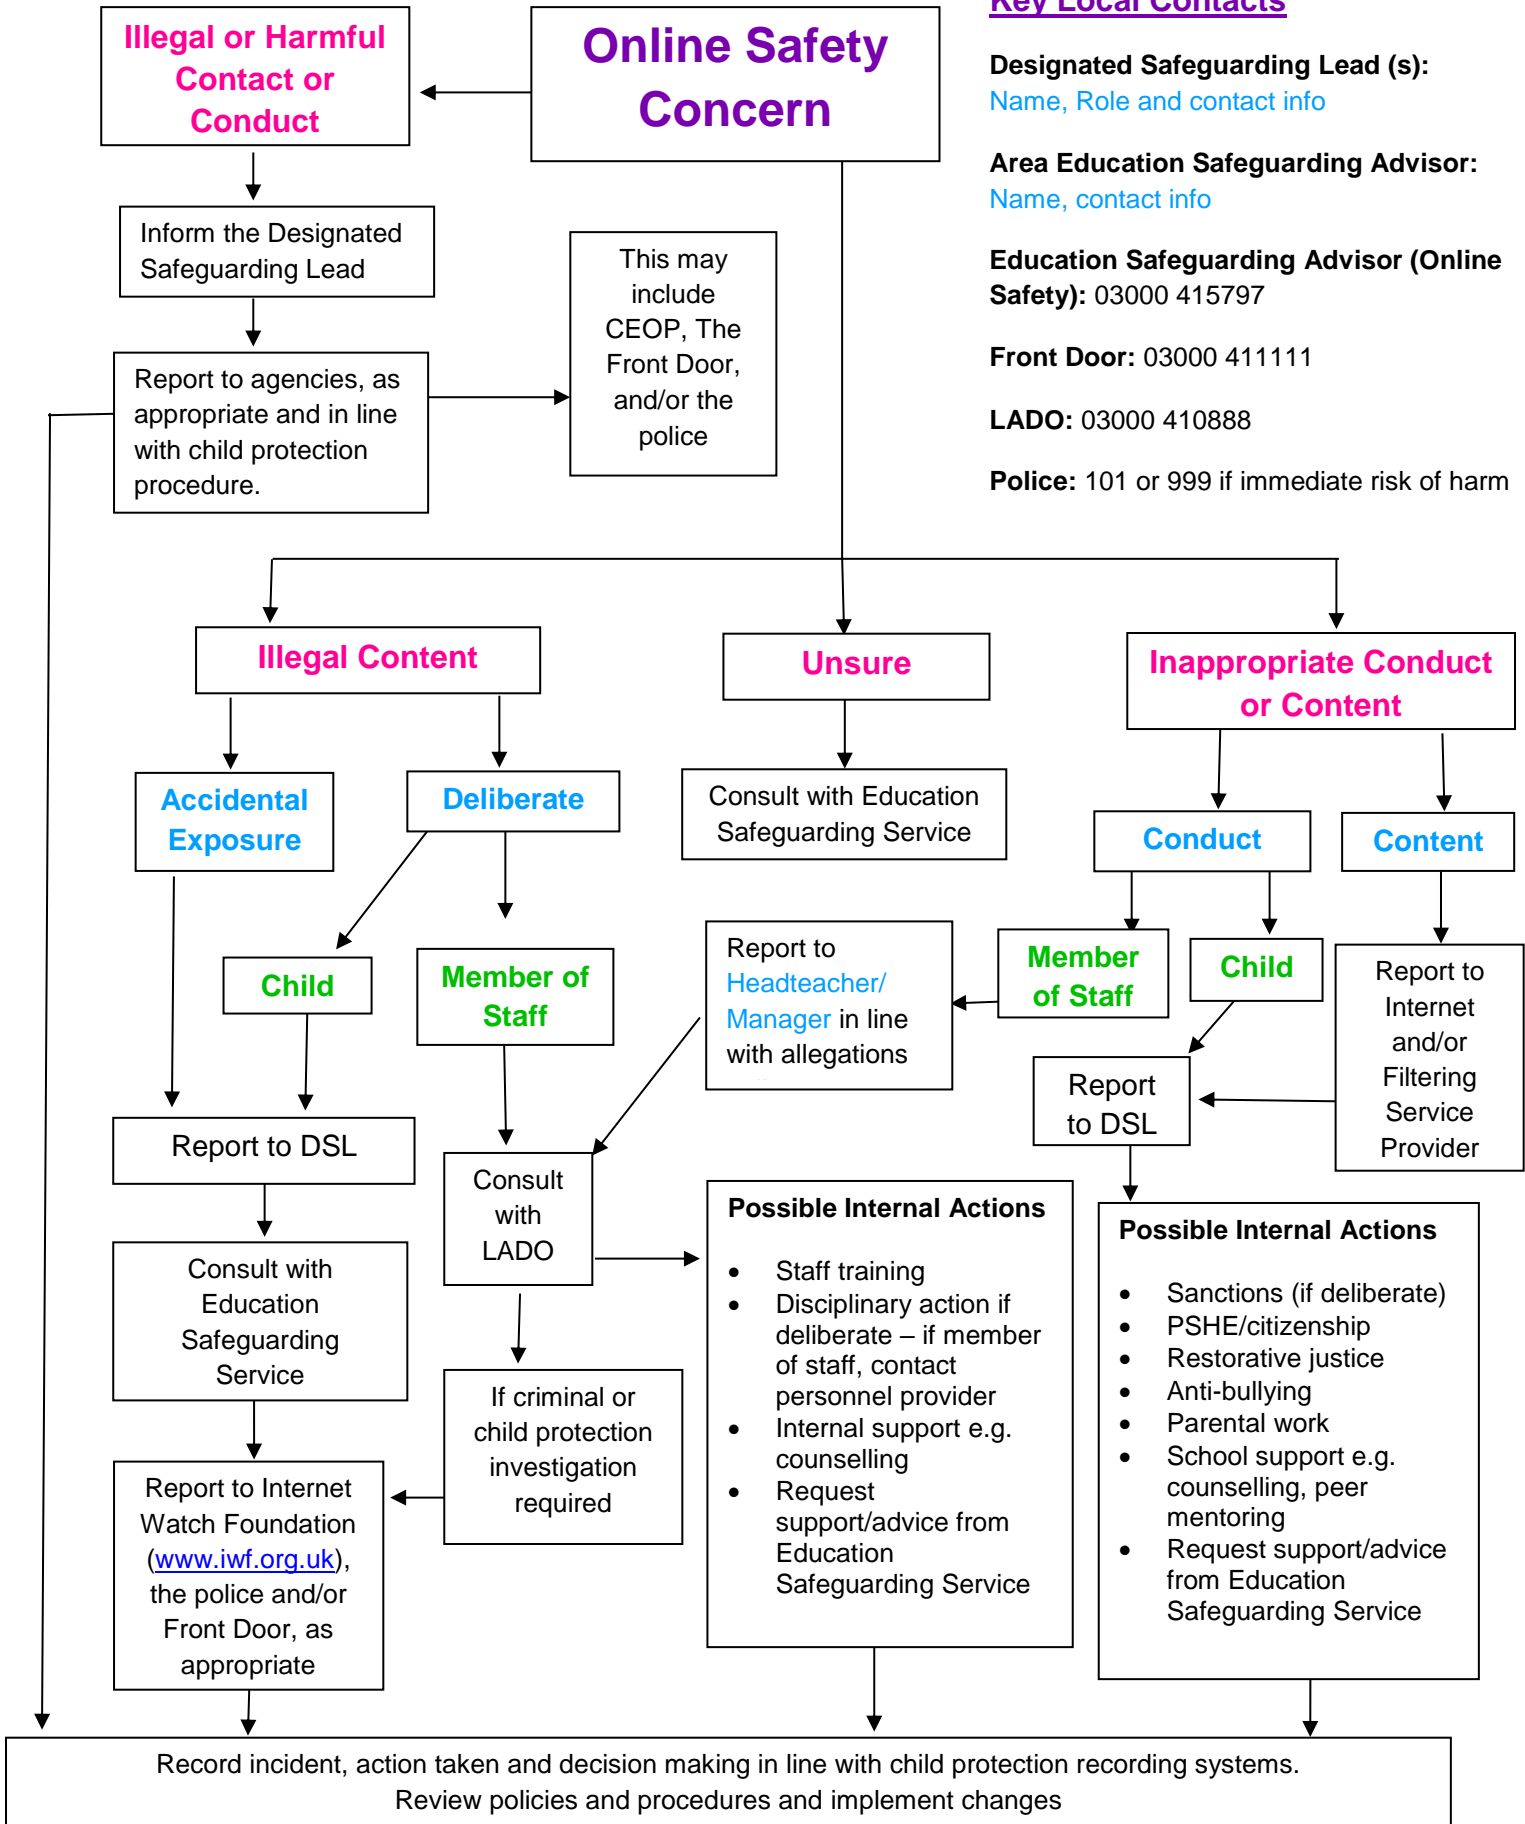 Key Local Contacts
Illegal or Harmful
Contact or
Conduct
Online Safety
Concern
Designated Safeguarding Lead (s):
Name, Role and contact info
Area Education Safeguarding Advisor:
Name, contact info
Education Safeguarding Advisor (Online
Safety): 03000 415797
Front Door: 03000 411111
LADO: 03000 410888
Police: 101 or 999 if immediate risk of harm
Inform the Designated
Safeguarding Lead
This may
include
CEOP, The
Front Door,
and/or the
police
Report to agencies, as
appropriate and in line
with child protection
procedure.
Illegal Content
Unsure
Inappropriate Conduct
or Content
Accidental
Exposure
Deliberate
Consult with Education
Safeguarding Service
Conduct
Content
Child
Member of
Staff
Report to
Headteacher/
Manager in line
with allegations
Member
of Staff
Child
Report to
Internet
and/or
Filtering
Service
Provider
Report to DSL
Report
to DSL
Consult
with
LADO
Consult with
Education
Safeguarding
Service
If criminal or
child protection
investigation
required
Report to Internet
Watch Foundation
(www.iwf.org.uk),
the police and/or
Front Door, as
appropriate
Possible Internal Actions
• Staff training
• Disciplinary action if
deliberate – if member
of staff, contact
personnel provider
• Internal support e.g.
counselling
• Request
support/advice from
Education
Safeguarding Service
Possible Internal Actions
• Sanctions (if deliberate)
• PSHE/citizenship
• Restorative justice
• Anti-bullying
• Parental work
• School support e.g.
counselling, peer
mentoring
• Request support/advice
from Education
Safeguarding Service
Record incident, action taken and decision making in line with child protection recording systems.
Review policies and procedures and implement changes